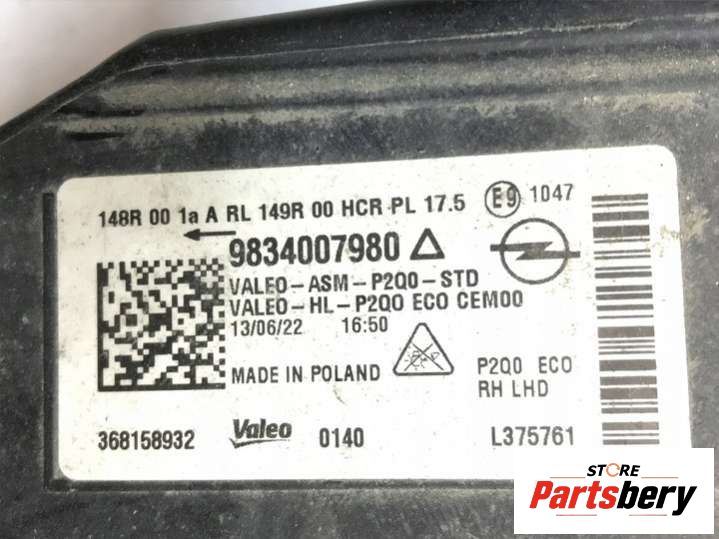 148R 00 1a A RL 149R 00 HCR PL 17.5 E9 1047
9834007980
VALEO-ASM-P2Q0-STD
VALEO-HL-P2Q0 ECO CEM00
13/06/22 16:50
MADE IN POLAND
P2Q0 ECO
RH LHD
368158932 Valeo 0140 L375761
STORE
Partsbery